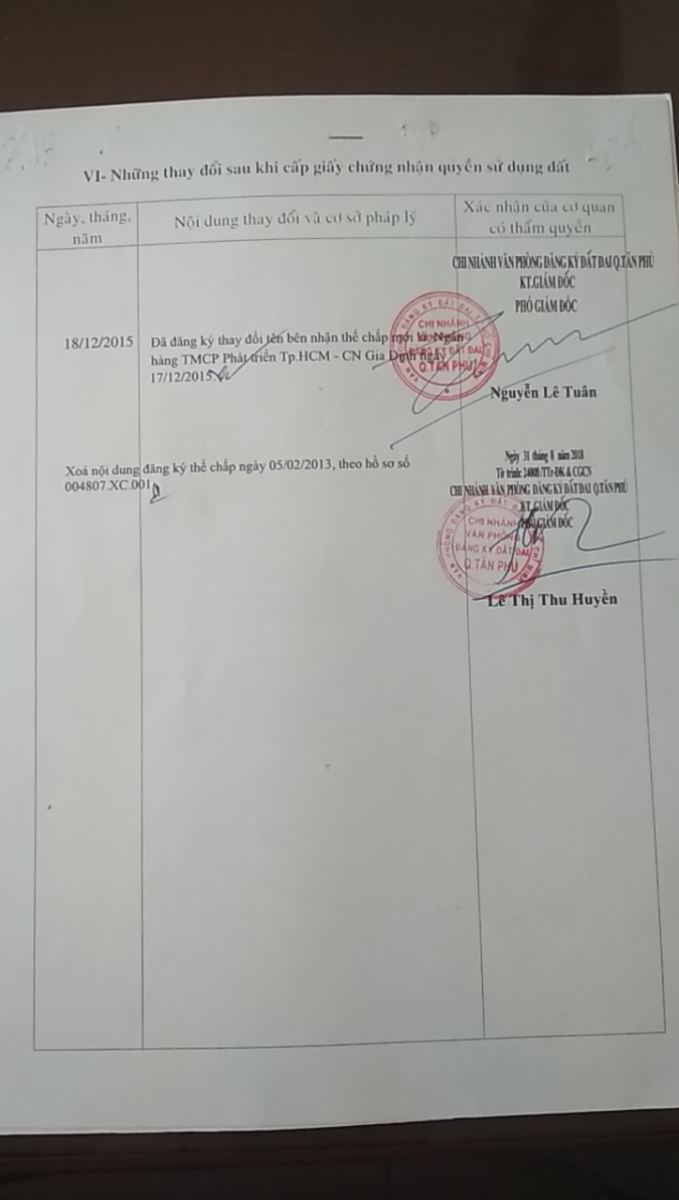 VI- Những thay đổi sau khi cấp giấy chứng nhận quyền sử dụng đất
Ngày, tháng, năm
Nội dung thay đổi và cơ sở pháp lý
Xác nhận của cơ quan có thẩm quyền
CHI NHÁNH VĂN PHÒNG ĐĂNG KÝ ĐẤT ĐAI Q.TÂN PHÚ
KT.GIÁM ĐỐC
PHÓ GIÁM ĐỐC
18/12/2015
Đã đăng ký thay đổi tên bên nhận thế chấp mới là Ngân
hàng TMCP Phát triển Tp.HCM - CN Gia Định ngày
17/12/2015
CHI NHÁNH
ĐĂNG KÝ ĐẤT ĐAI
Q.TÂN PHÚ
Nguyễn Lê Tuân
Xoá nội dung đăng ký thế chấp ngày 05/02/2013, theo hồ sơ số
004807.XC.001
Ngày 31 tháng 8 năm 2018
Tờ trình: /TTr-ĐK & CGCN
CHI NHÁNH VĂN PHÒNG ĐĂNG KÝ ĐẤT ĐAI Q.TÂN PHÚ
KT.GIÁM ĐỐC
PHÓ GIÁM ĐỐC
CHI NHÁNH
VĂN PHÒNG
ĐĂNG KÝ ĐẤT ĐAI
Q.TÂN PHÚ
Lê Thị Thu Huyền